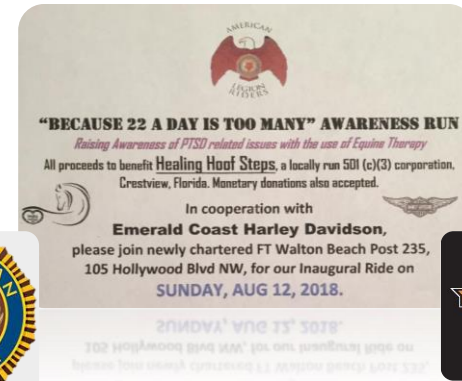 AMERICAN
LEGION
RIDERS
“BECAUSE 22 A DAY IS TOO MANY” AWARENESS RUN
Raising Awareness of PTSD related issues with the use of Equine Therapy
All proceeds to benefit Healing Hoof Steps, a locally run 501 (c)(3) corporation,
Crestview, Florida. Monetary donations also accepted.
In cooperation with
Emerald Coast Harley Davidson,
please join newly chartered FT Walton Beach Post 235,
105 Hollywood Blvd NW, for our Inaugural Ride on
SUNDAY, AUG 12, 2018.